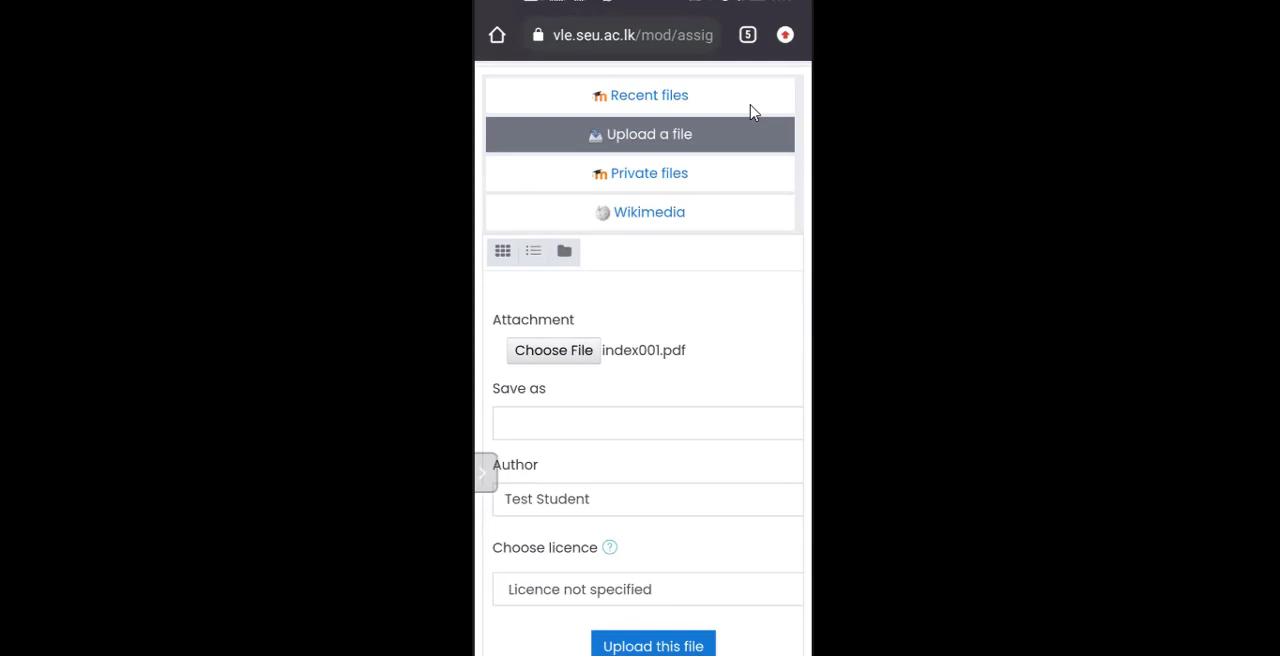 vle.seu.ac.lk/mod/assig
5
Recent files
Upload a file
Private files
Wikimedia
Attachment
Choose File index001.pdf
Save as
Author
Test Student
Choose licence ?
Licence not specified
Upload this file